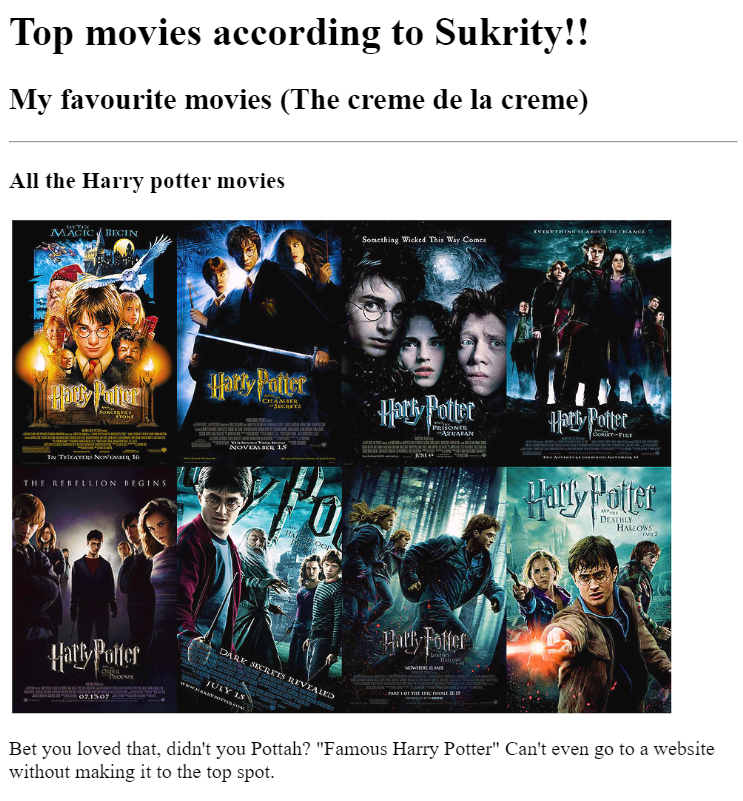 Top movies according to Sukrity!!
My favourite movies (The creme de la creme)
All the Harry potter movies
LET THE
MAGIC BEGIN
Harry Potter
AND THE
SORCERER'S
STONE
IN THEATERS NOVEMBER 16
Harry Potter
AND THE
CHAMBER
OF SECRETS
NOVEMBER 15
Something Wicked This Way Comes
Harry Potter
AND THE
PRISONER
OF AZKABAN
JUNE 4
EVERYTHING IS ABOUT TO CHANGE
Harry Potter
AND THE
GOBLET OF FIRE
THE REBELLION BEGINS
Harry Potter
AND THE
ORDER
OF THE
PHOENIX
07.13.07
DARK SECRETS REVEALED
JULY 15
WWW.HARRYPOTTER.COM
Harry Potter
AND THE
DEATHLY
HALLOWS
NOWHERE IS SAFE
PART 1 OF THE EPIC FINALE 11.19
Harry Potter
AND THE
DEATHLY
HALLOWS
PART 2
Bet you loved that, didn't you Pottah? "Famous Harry Potter" Can't even go to a website
without making it to the top spot.